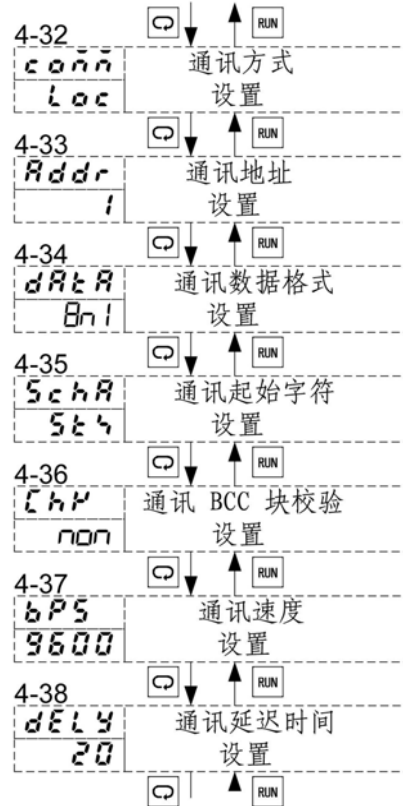 RUN
4-32
coññ 通讯方式
Loc 设置
RUN
4-33
Addr 通讯地址
1 设置
RUN
4-34
dAtA 通讯数据格式
8n1 设置
RUN
4-35
SchA 通讯起始字符
设置
RUN
4-36
通讯 BCC 块校验
non 设置
RUN
4-37
bPS 通讯速度
9600 设置
RUN
4-38
dELY 通讯延迟时间
20 设置
RUN